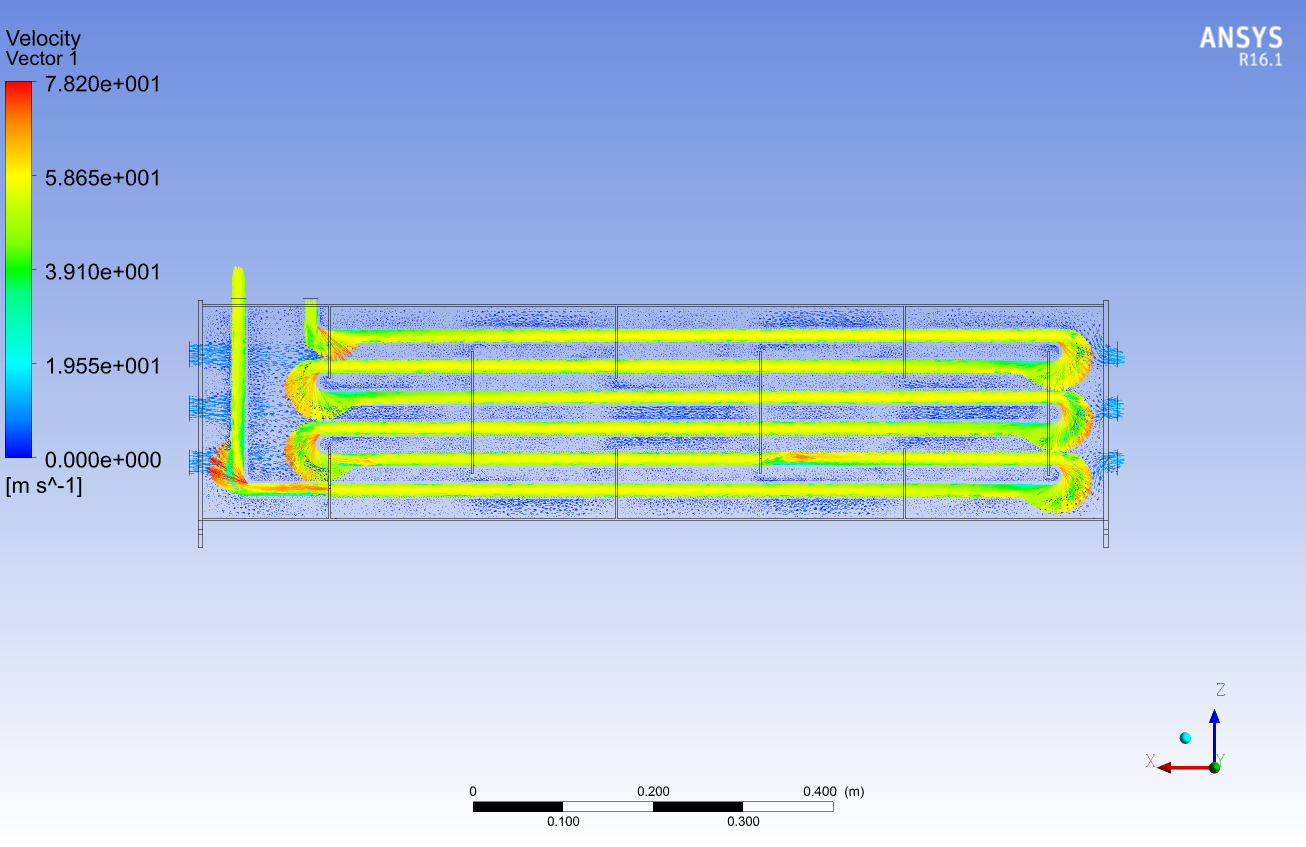 Velocity
Vector 1
7.820e+001
5.865e+001
3.910e+001
1.955e+001
0.000e+000
[m s^-1]
ANSYS
R16.1
Z
X
Y
0
0.200
0.400 (m)
0.100
0.300